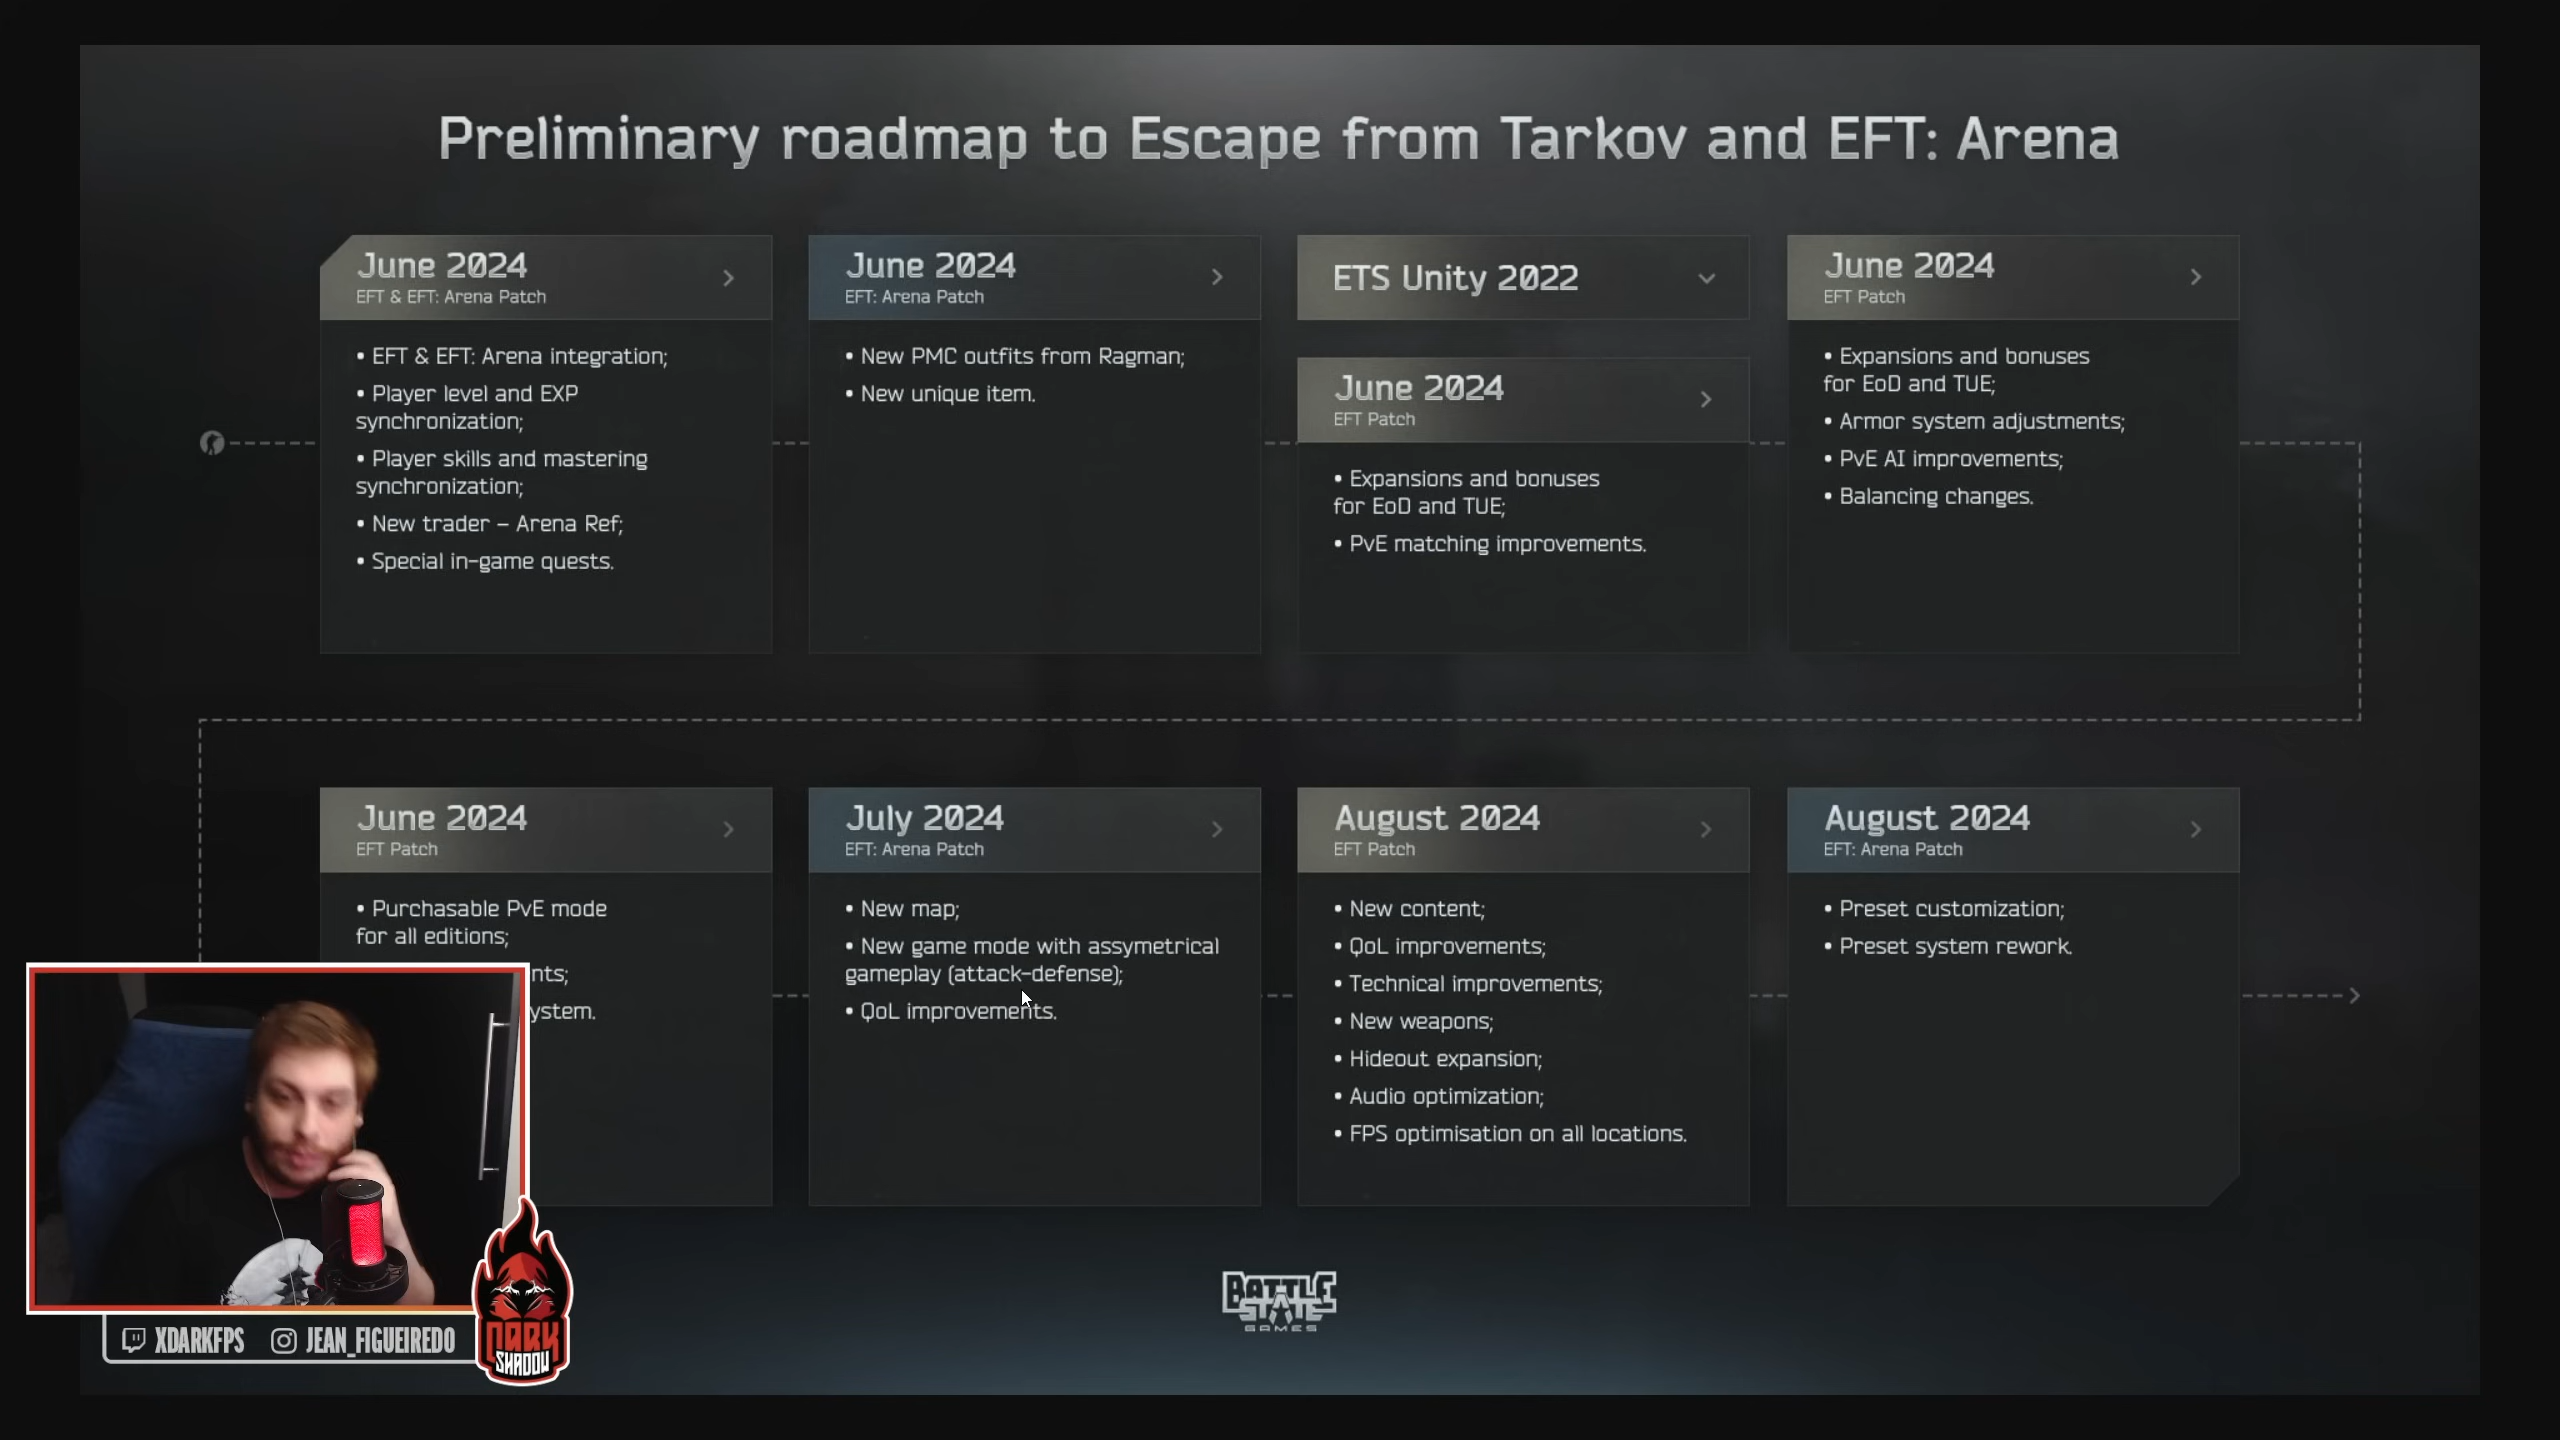 Preliminary roadmap to Escape from Tarkov and EFT: Arena
June 2024
EFT & EFT: Arena Patch
• EFT & EFT: Arena integration;
• Player level and EXP
synchronization;
• Player skills and mastering
synchronization;
• New trader – Arena Ref;
• Special in-game quests.
June 2024
EFT: Arena Patch
• New PMC outfits from Ragman;
• New unique item.
ETS Unity 2022
June 2024
EFT Patch
• Expansions and bonuses
for EoD and TUE;
• PvE matching improvements.
June 2024
EFT Patch
• Expansions and bonuses
for EoD and TUE;
• Armor system adjustments;
• PvE AI improvements;
• Balancing changes.
June 2024
EFT Patch
• Purchasable PvE mode
for all editions;
July 2024
EFT: Arena Patch
• New map;
• New game mode with assymetrical
gameplay (attack-defense);
• QoL improvements.
August 2024
EFT Patch
• New content;
• QoL improvements;
• Technical improvements;
• New weapons;
• Hideout expansion;
• Audio optimization;
• FPS optimisation on all locations.
August 2024
EFT: Arena Patch
• Preset customization;
• Preset system rework.
BATTLE
STATE
GAMES
XDARKFPS JEAN_FIGUEIREDO
DARK
SHADOW